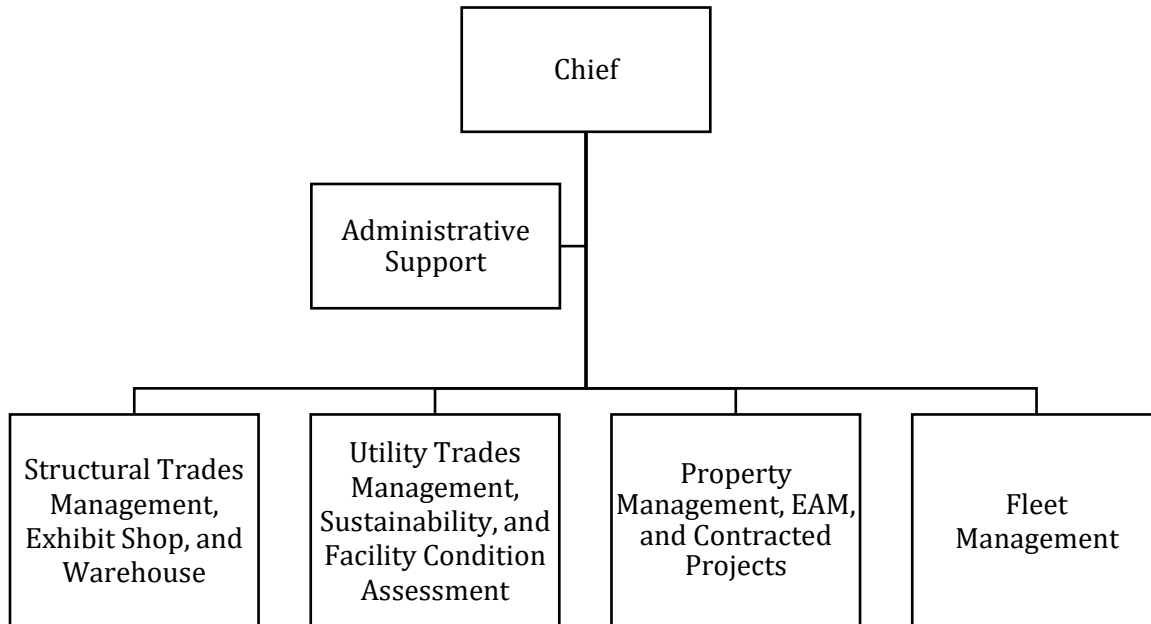 Chief
Administrative
Support
Structural Trades
Management,
Exhibit Shop, and
Warehouse
Utility Trades
Management,
Sustainability, and
Facility Condition
Assessment
Property
Management, EAM,
and Contracted
Projects
Fleet
Management